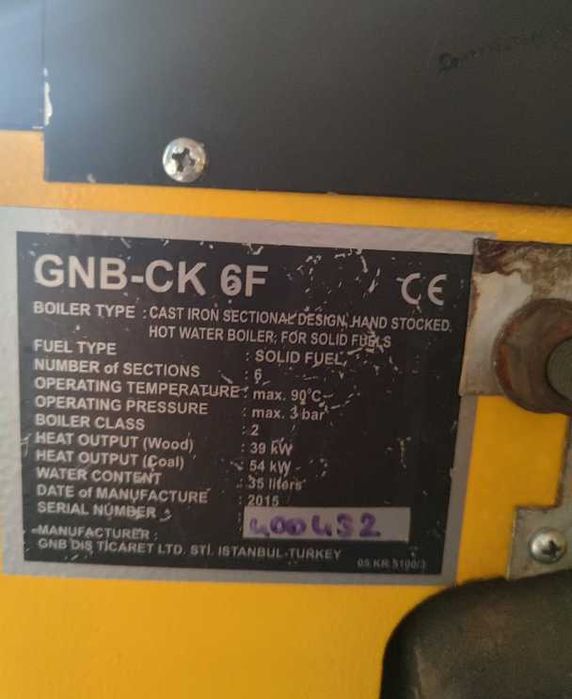 GNB-CK 6F CE
BOILER TYPE : CAST IRON SECTIONAL DESIGN, HAND STOCKED,
HOT WATER BOILER, FOR SOLID FUELS
FUEL TYPE : SOLID FUEL
NUMBER of SECTIONS : 6
OPERATING TEMPERATURE : max. 90°C
OPERATING PRESSURE : max. 3 bar
BOILER CLASS : 2
HEAT OUTPUT (Wood) : 39 kW
HEAT OUTPUT (Coal) : 54 kW
WATER CONTENT : 35 liters
DATE of MANUFACTURE : 2015
SERIAL NUMBER : 400432
MANUFACTURER :
GNB DIŞ TİCARET LTD. STİ. ISTANBUL-TURKEY